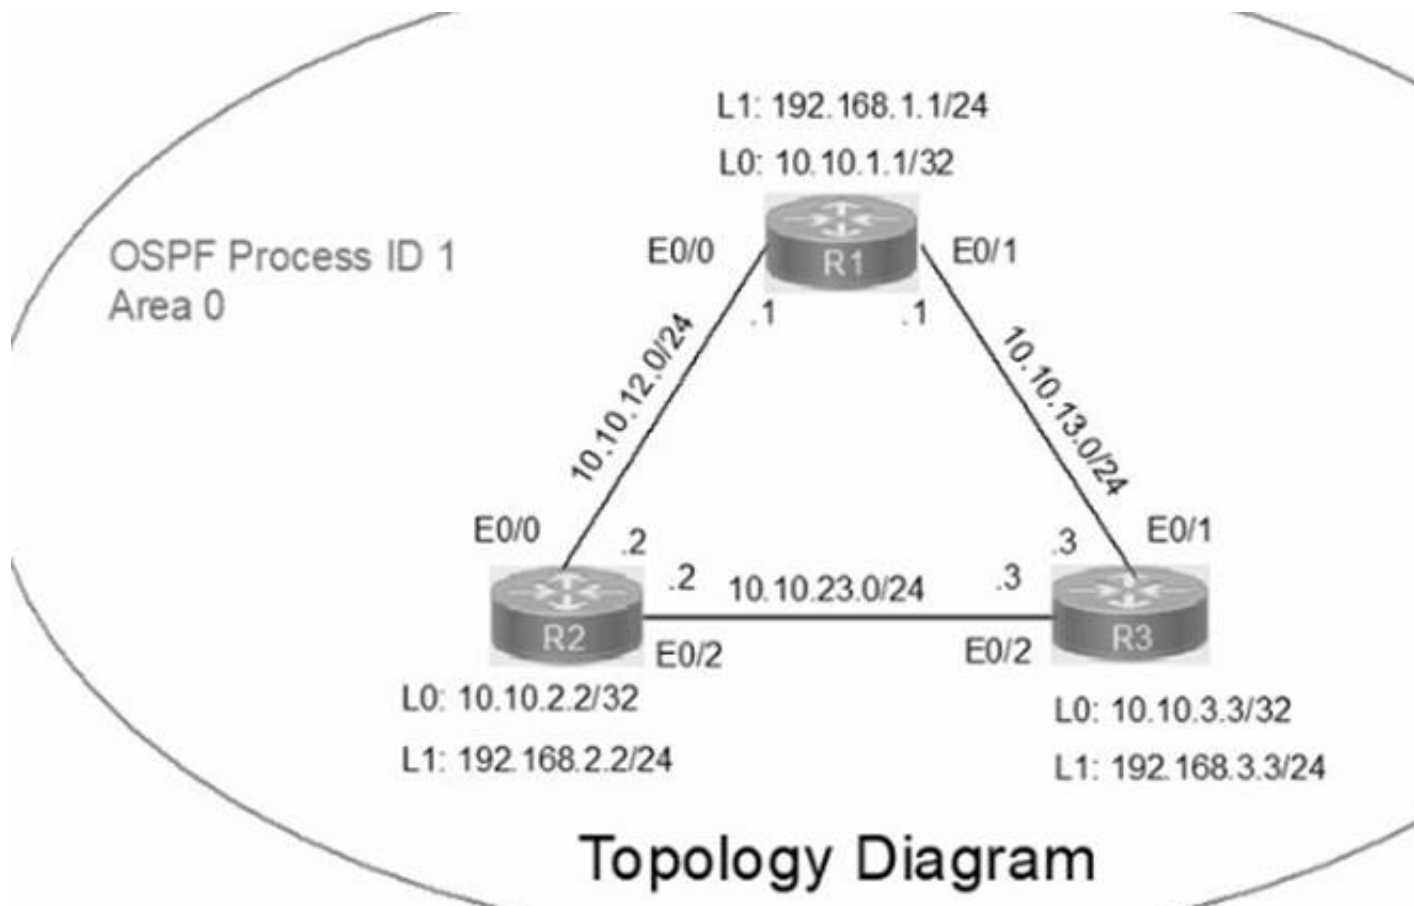 L1: 192.168.1.1/24
L0: 10.10.1.1/32
OSPF Process ID 1
Area 0
E0/0
R1
E0/1
.1
.1
10.10.12.0/24
10.10.13.0/24
E0/0
.2
.3
E0/1
.2
10.10.23.0/24
.3
R2
E0/2
E0/2
R3
L0: 10.10.2.2/32
L0: 10.10.3.3/32
L1: 192.168.2.2/24
L1: 192.168.3.3/24
Topology Diagram